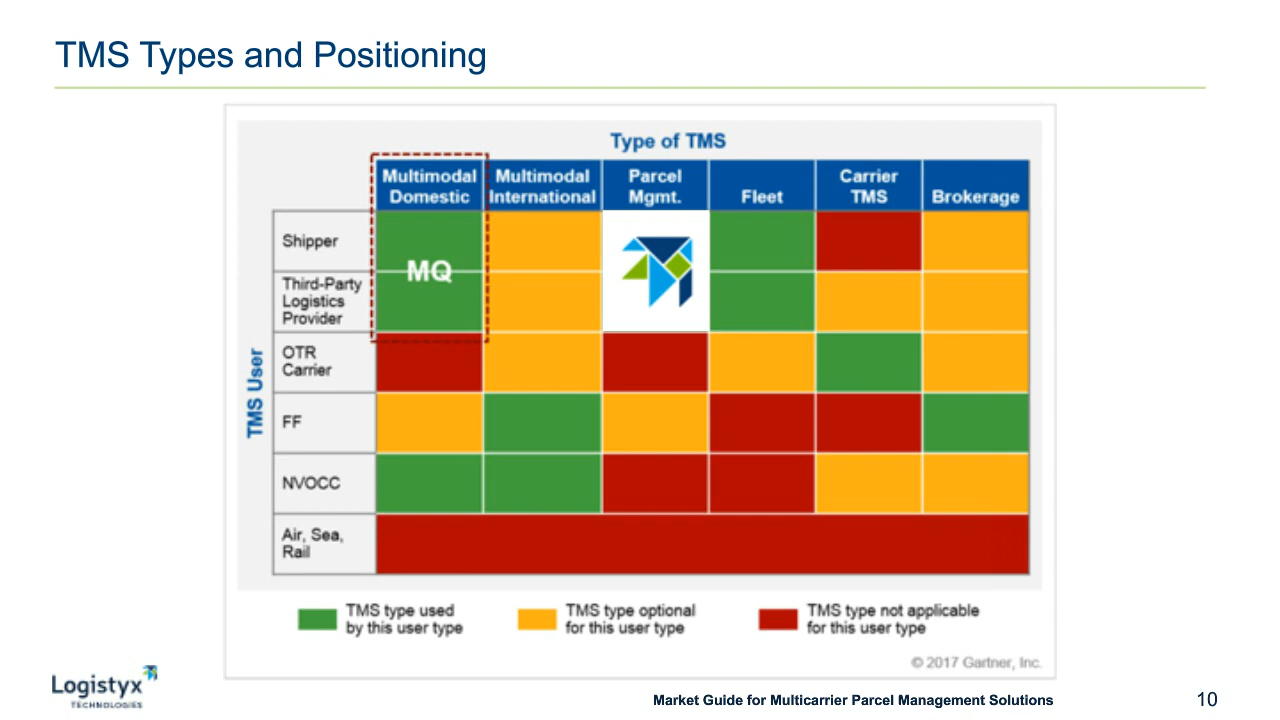 TMS Types and Positioning
Type of TMS
Multimodal
Domestic
Multimodal
International
Parcel
Mgmt.
Fleet
Carrier
TMS
Brokerage
TMS User
Shipper
MQ
Third-Party
Logistics
Provider
OTR
Carrier
FF
NVOCC
Air, Sea,
Rail
TMS type used
by this user type
TMS type optional
for this user type
TMS type not applicable
for this user type
© 2017 Gartner, Inc.
Logistyx
TECHNOLOGIES
Market Guide for Multicarrier Parcel Management Solutions
10